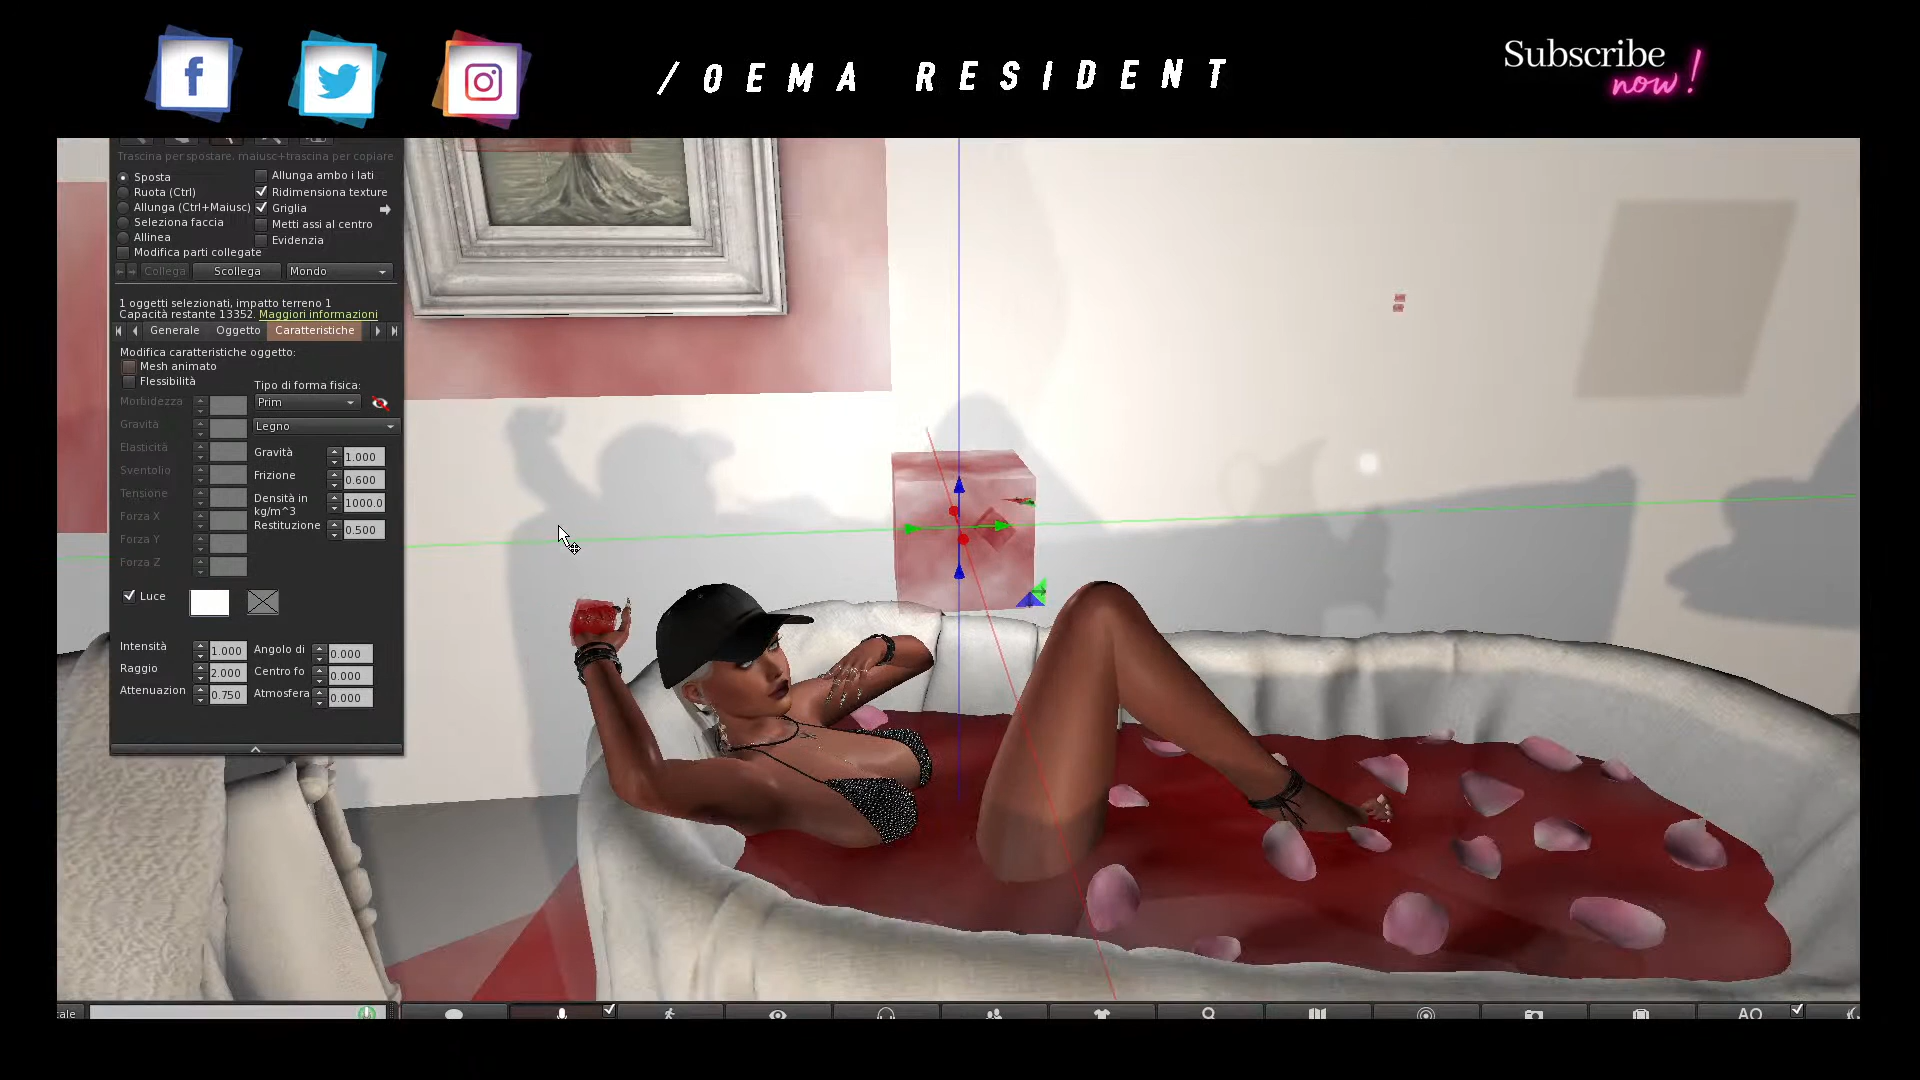 /OEMA RESIDENT
Subscribe
now!
Trascina per spostare, maiusc+trascina per copiare
Sposta
Allunga ambo i lati
Ruota (Ctrl)
Ridimensiona texture
Allunga (Ctrl+Maiusc)
Griglia
Seleziona faccia
Metti assi al centro
Allinea
Evidenzia
Modifica parti collegate
Collega Scollega Mondo
1 oggetti selezionati, impatto terreno 1
Capacità restante 13352. Maggiori informazioni
Generale Oggetto Caratteristiche
Modifica caratteristiche oggetto:
Mesh animato
Flessibilità
Tipo di forma fisica:
Morbidezza
Prim
Gravità
Legno
Elasticità
Gravità 1.000
Sventolio
Frizione 0.600
Tensione
Densità in
kg/m^3 1000.0
Forza X
Restituzione 0.500
Forza Y
Forza Z
Luce
Intensità 1.000 Angolo di 0.000
Raggio 2.000 Centro fo 0.000
Attenuazion 0.750 Atmosfera 0.000
cale
AO